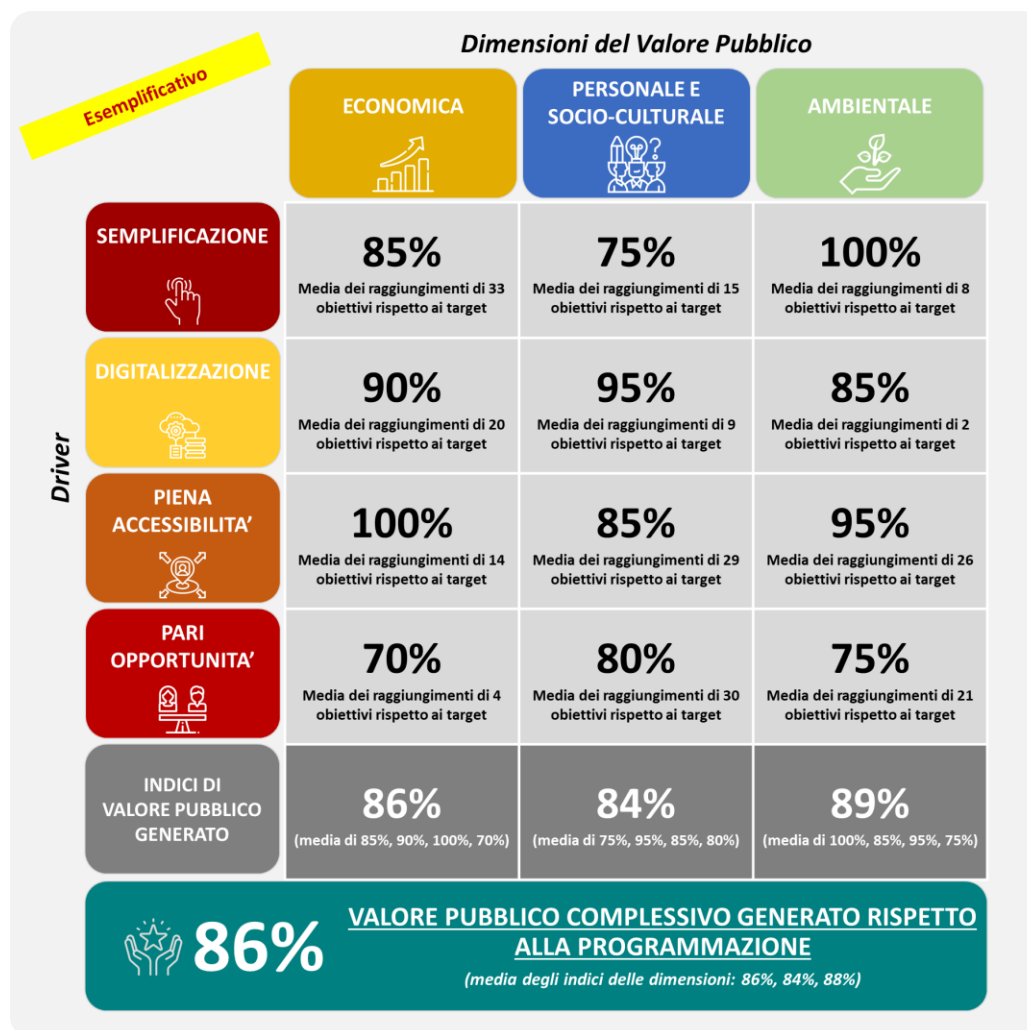 Dimensioni del Valore Pubblico
Esemplificativo
ECONOMICA
PERSONALE E
SOCIO-CULTURALE
AMBIENTALE
Driver
SEMPLIFICAZIONE
85%
Media dei raggiungimenti di 33
obiettivi rispetto ai target
75%
Media dei raggiungimenti di 15
obiettivi rispetto ai target
100%
Media dei raggiungimenti di 8
obiettivi rispetto ai target
DIGITALIZZAZIONE
90%
Media dei raggiungimenti di 20
obiettivi rispetto ai target
95%
Media dei raggiungimenti di 9
obiettivi rispetto ai target
85%
Media dei raggiungimenti di 2
obiettivi rispetto ai target
PIENA
ACCESSIBILITA’
100%
Media dei raggiungimenti di 14
obiettivi rispetto ai target
85%
Media dei raggiungimenti di 29
obiettivi rispetto ai target
95%
Media dei raggiungimenti di 26
obiettivi rispetto ai target
PARI
OPPORTUNITA’
70%
Media dei raggiungimenti di 4
obiettivi rispetto ai target
80%
Media dei raggiungimenti di 30
obiettivi rispetto ai target
75%
Media dei raggiungimenti di 21
obiettivi rispetto ai target
INDICI DI
VALORE PUBBLICO
GENERATO
86%
(media di 85%, 90%, 100%, 70%)
84%
(media di 75%, 95%, 85%, 80%)
89%
(media di 100%, 85%, 95%, 75%)
86%
VALORE PUBBLICO COMPLESSIVO GENERATO RISPETTO
ALLA PROGRAMMAZIONE
(media degli indici delle dimensioni: 86%, 84%, 88%)